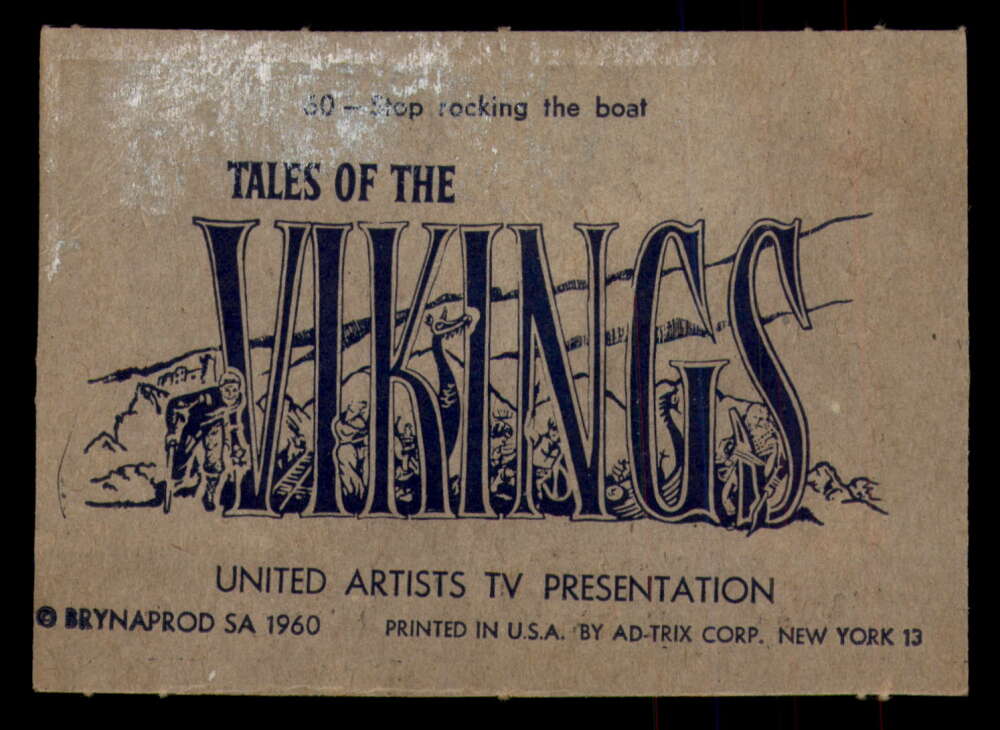 60 – Stop rocking the boat
TALES OF THE
VIKINGS
UNITED ARTISTS TV PRESENTATION
© BRYNAPROD SA 1960 PRINTED IN U.S.A. BY AD-TRIX CORP. NEW YORK 13